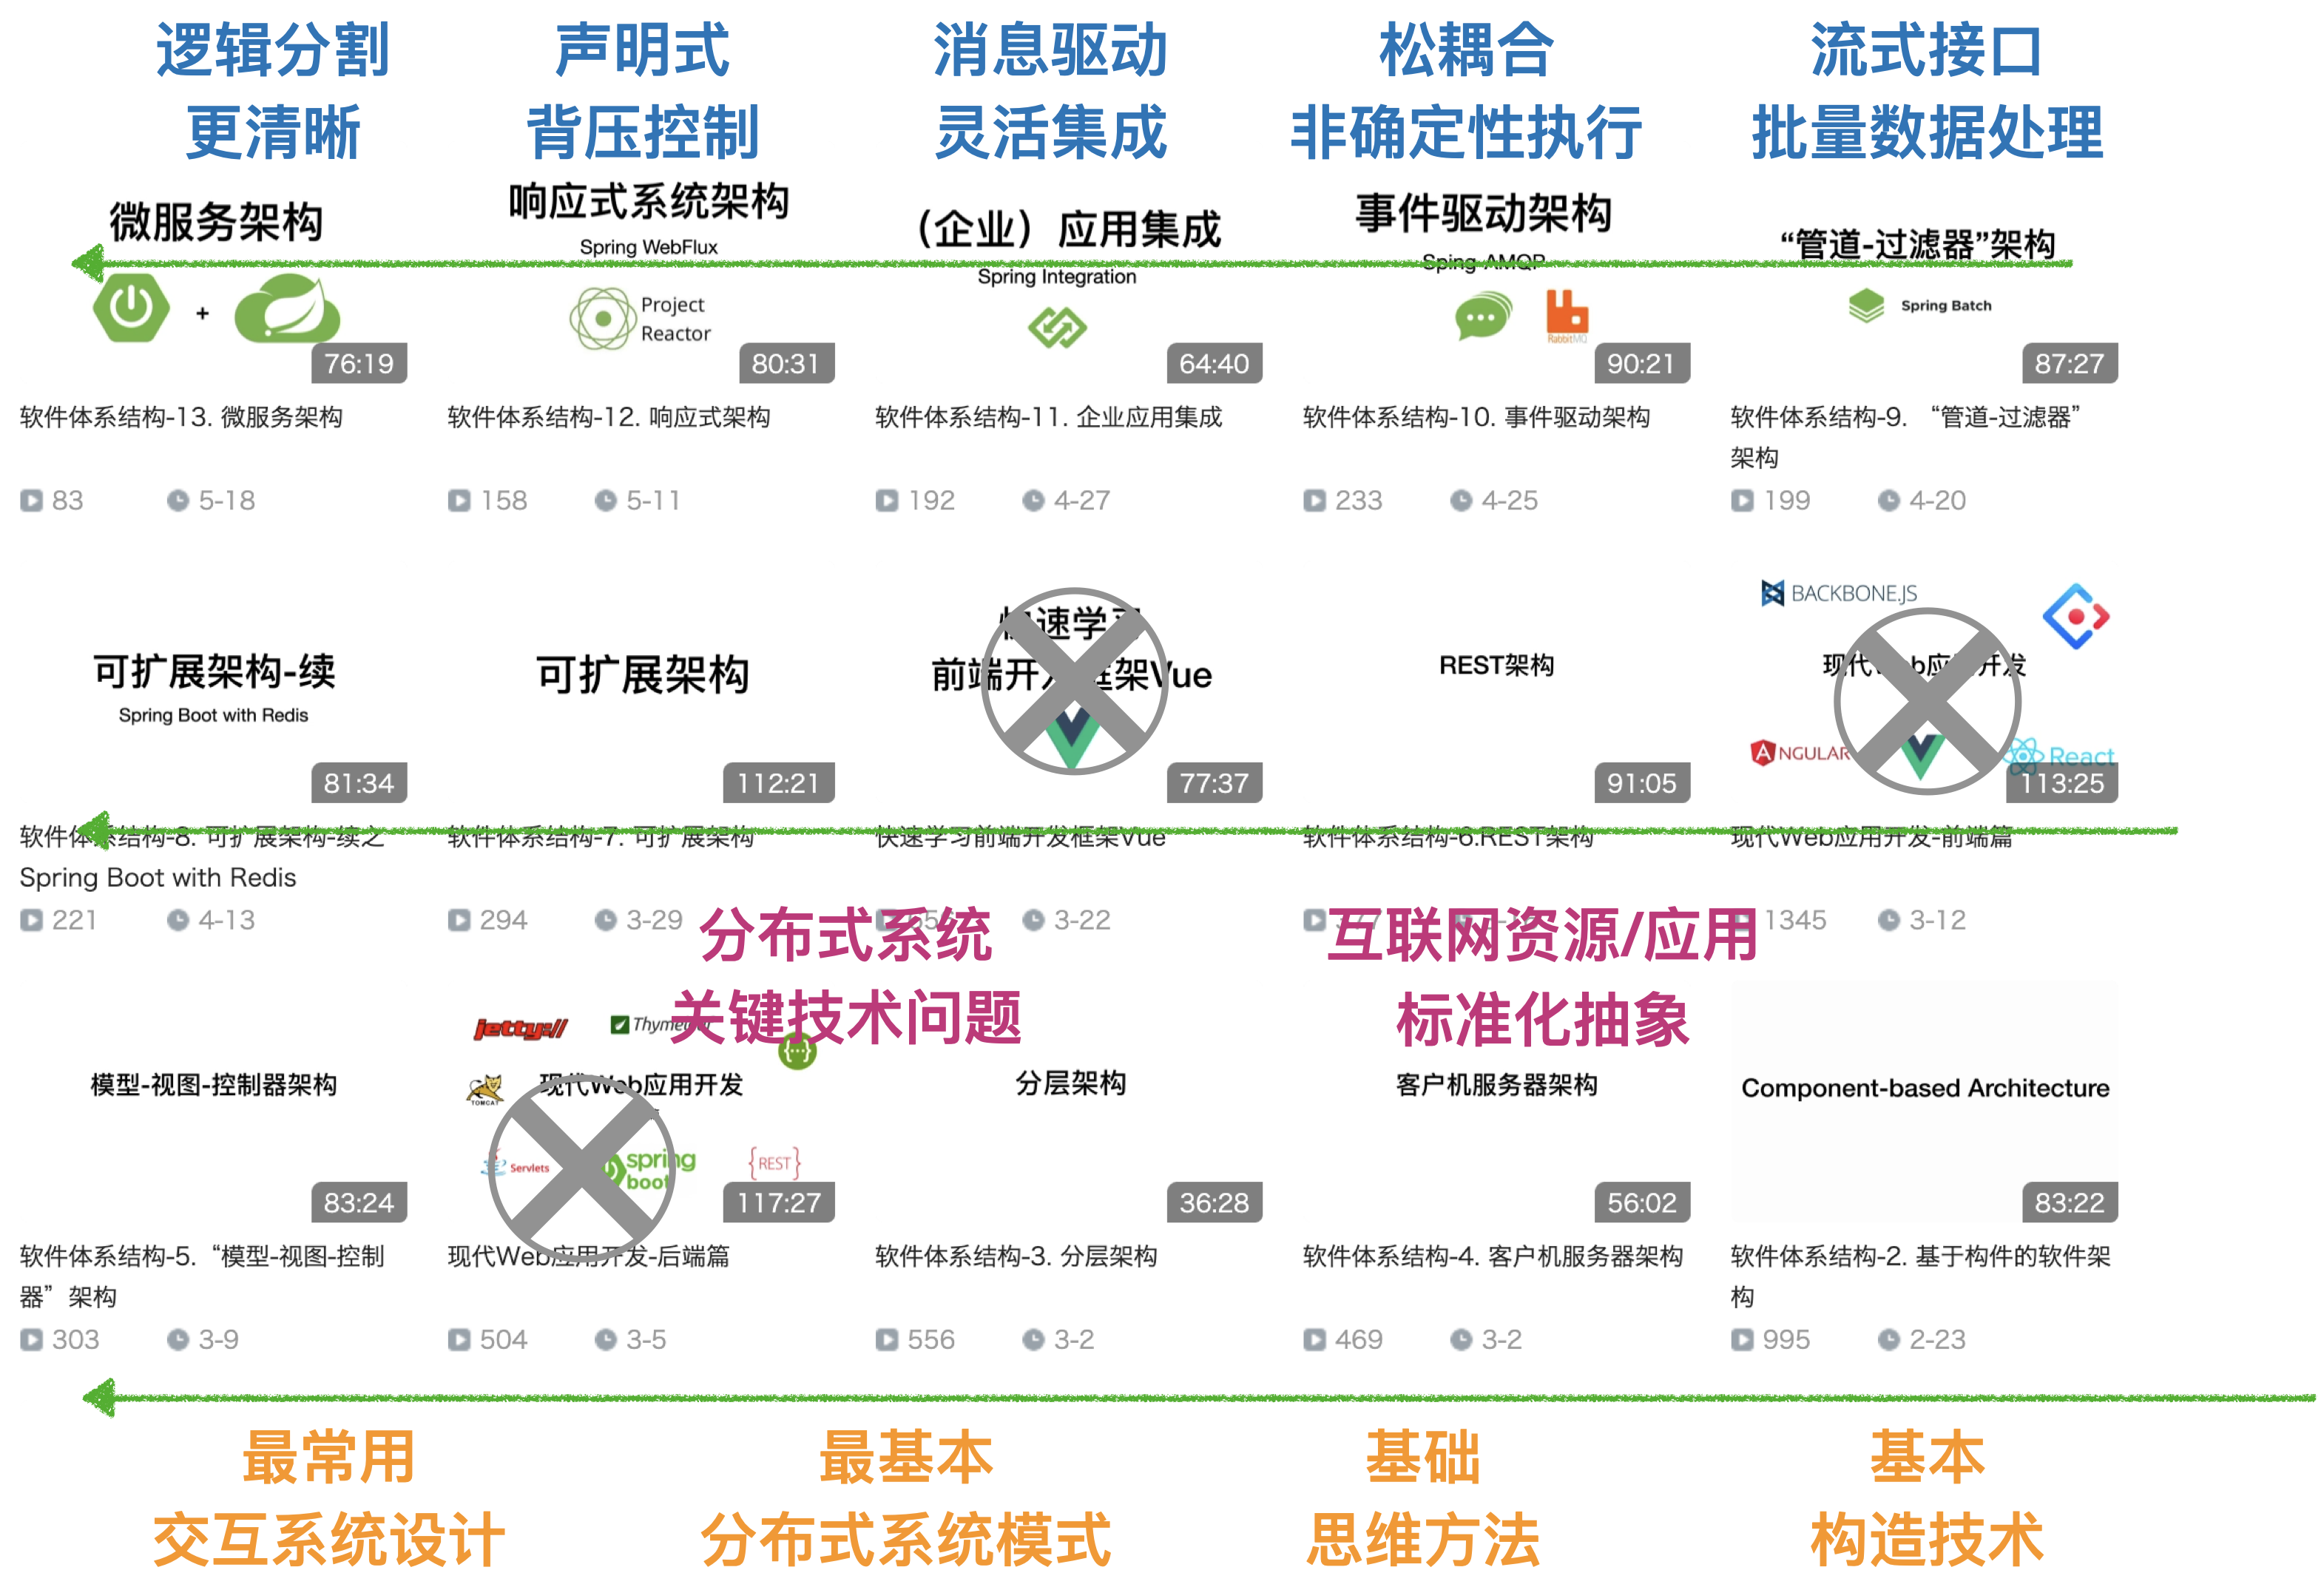 逻辑分割
更清晰
声明式
背压控制
消息驱动
灵活集成
松耦合
非确定性执行
流式接口
批量数据处理
微服务架构
+
76:19
软件体系结构-13. 微服务架构
83
5-18
响应式系统架构
Spring WebFlux
Project
Reactor
80:31
软件体系结构-12. 响应式架构
158
5-11
（企业）应用集成
Spring Integration
64:40
软件体系结构-11. 企业应用集成
192
4-27
事件驱动架构
Sping AMQP
RabbitMQ
90:21
软件体系结构-10. 事件驱动架构
233
4-25
“管道-过滤器”架构
Spring Batch
87:27
软件体系结构-9. “管道-过滤器”
架构
199
4-20
可扩展架构-续
Spring Boot with Redis
81:34
软件体系结构-8. 可扩展架构-续之
Spring Boot with Redis
221
4-13
可扩展架构
112:21
软件体系结构-7. 可扩展架构
294
3-29
快速学习
前端开发框架Vue
77:37
快速学习前端开发框架Vue
3-22
REST架构
91:05
软件体系结构-6.REST架构
BACKBONE.JS
现代Web应用开发
ANGULAR
React
113:25
现代Web应用开发-前端篇
1345
3-12
分布式系统
关键技术问题
互联网资源/应用
标准化抽象
模型-视图-控制器架构
83:24
软件体系结构-5.“模型-视图-控制
器”架构
303
3-9
jetty://
Thymeleaf
{...}
TOMCAT
现代Web应用开发
Servlets
spring
boot
{REST}
117:27
现代Web应用开发-后端篇
504
3-5
分层架构
36:28
软件体系结构-3. 分层架构
556
3-2
客户机服务器架构
56:02
软件体系结构-4. 客户机服务器架构
469
3-2
Component-based Architecture
83:22
软件体系结构-2. 基于构件的软件架
构
995
2-23
最常用
交互系统设计
最基本
分布式系统模式
基础
思维方法
基本
构造技术